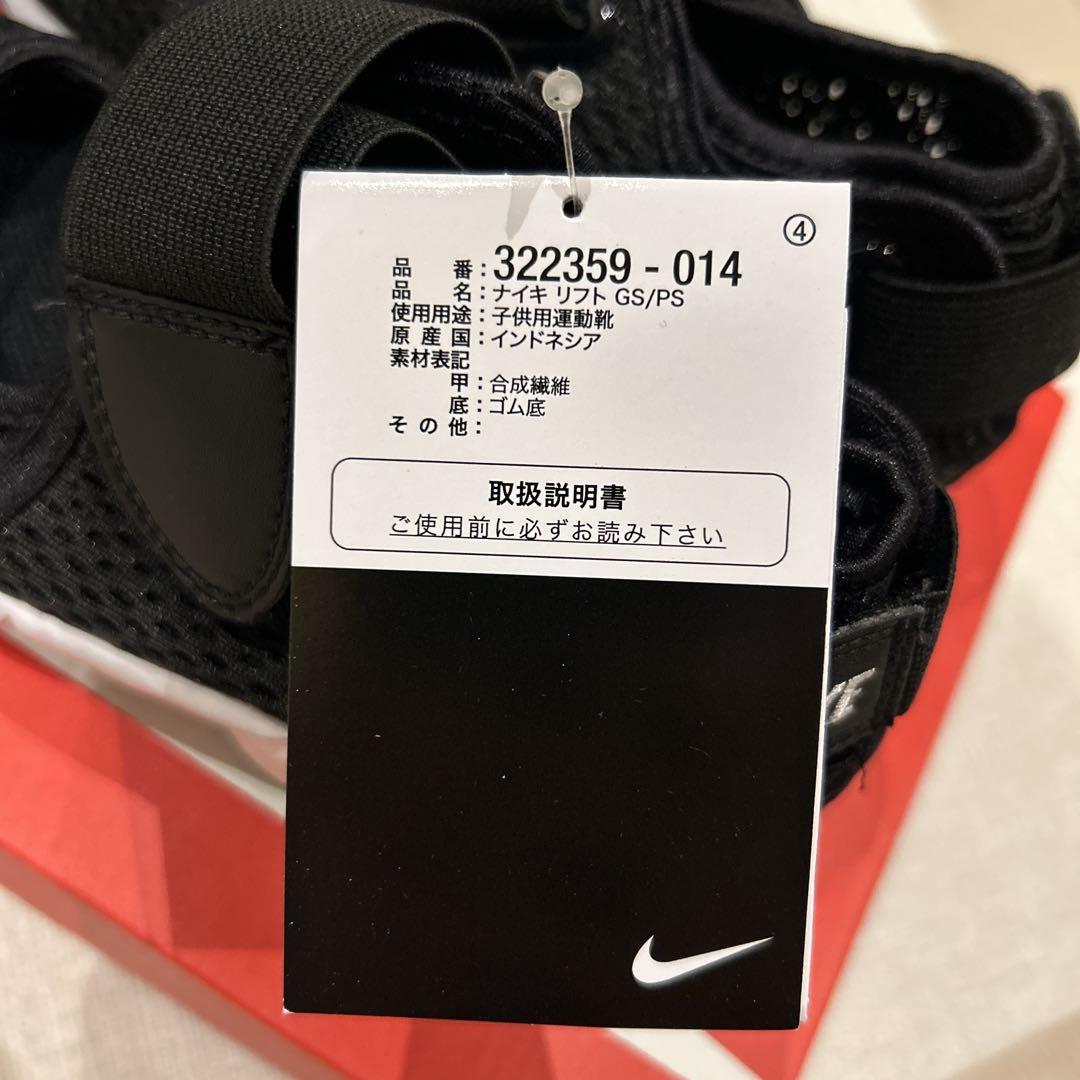 ④
品番:322359 - 014
品名:ナイキ リフト GS/PS
使用用途:子供用運動靴
原産国:インドネシア
素材表記
甲:合成繊維
底:ゴム底
その他:
取扱説明書
ご使用前に必ずお読み下さい